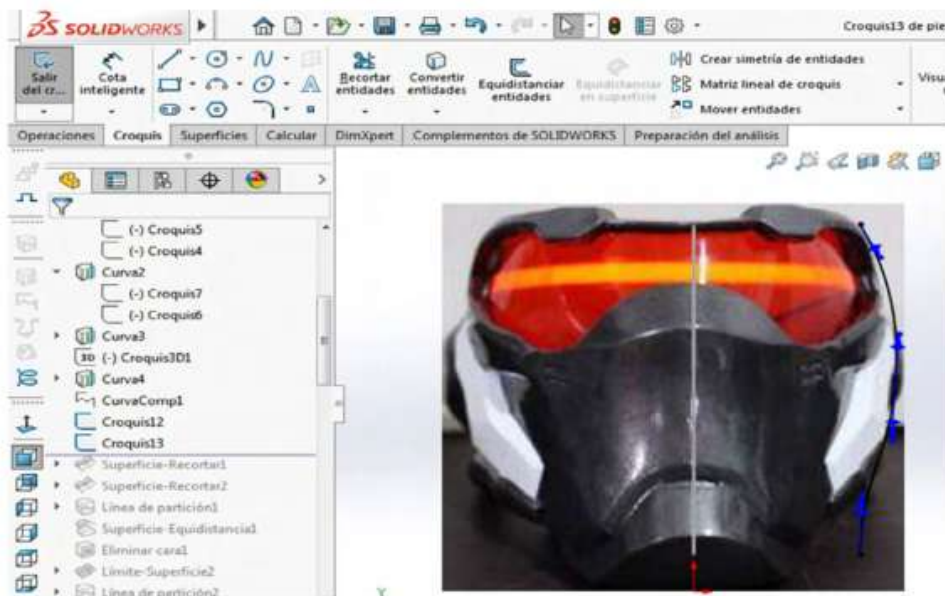 SOLIDWORKS
Croquis13 de pie
Salir del cr...
Cota inteligente
Recortar entidades
Convertir entidades
Equidistanciar entidades
Equidistanciar en superficie
Crear simetría de entidades
Matriz lineal de croquis
Mover entidades
Visu
Operaciones Croquis Superficies Calcular DimXpert Complementos de SOLIDWORKS Preparación del análisis
(-) Croquis5
(-) Croquis4
Curva2
(-) Croquis7
(-) Croquis6
Curva3
3D (-) Croquis3D1
Curva4
CurvaComp1
Croquis12
Croquis13
Superficie-Recortar1
Superficie-Recortar2
Línea de partición1
Superficie-Equidistancia1
Eliminar cara1
Límite-Superficie2
Línea de partición2
Y